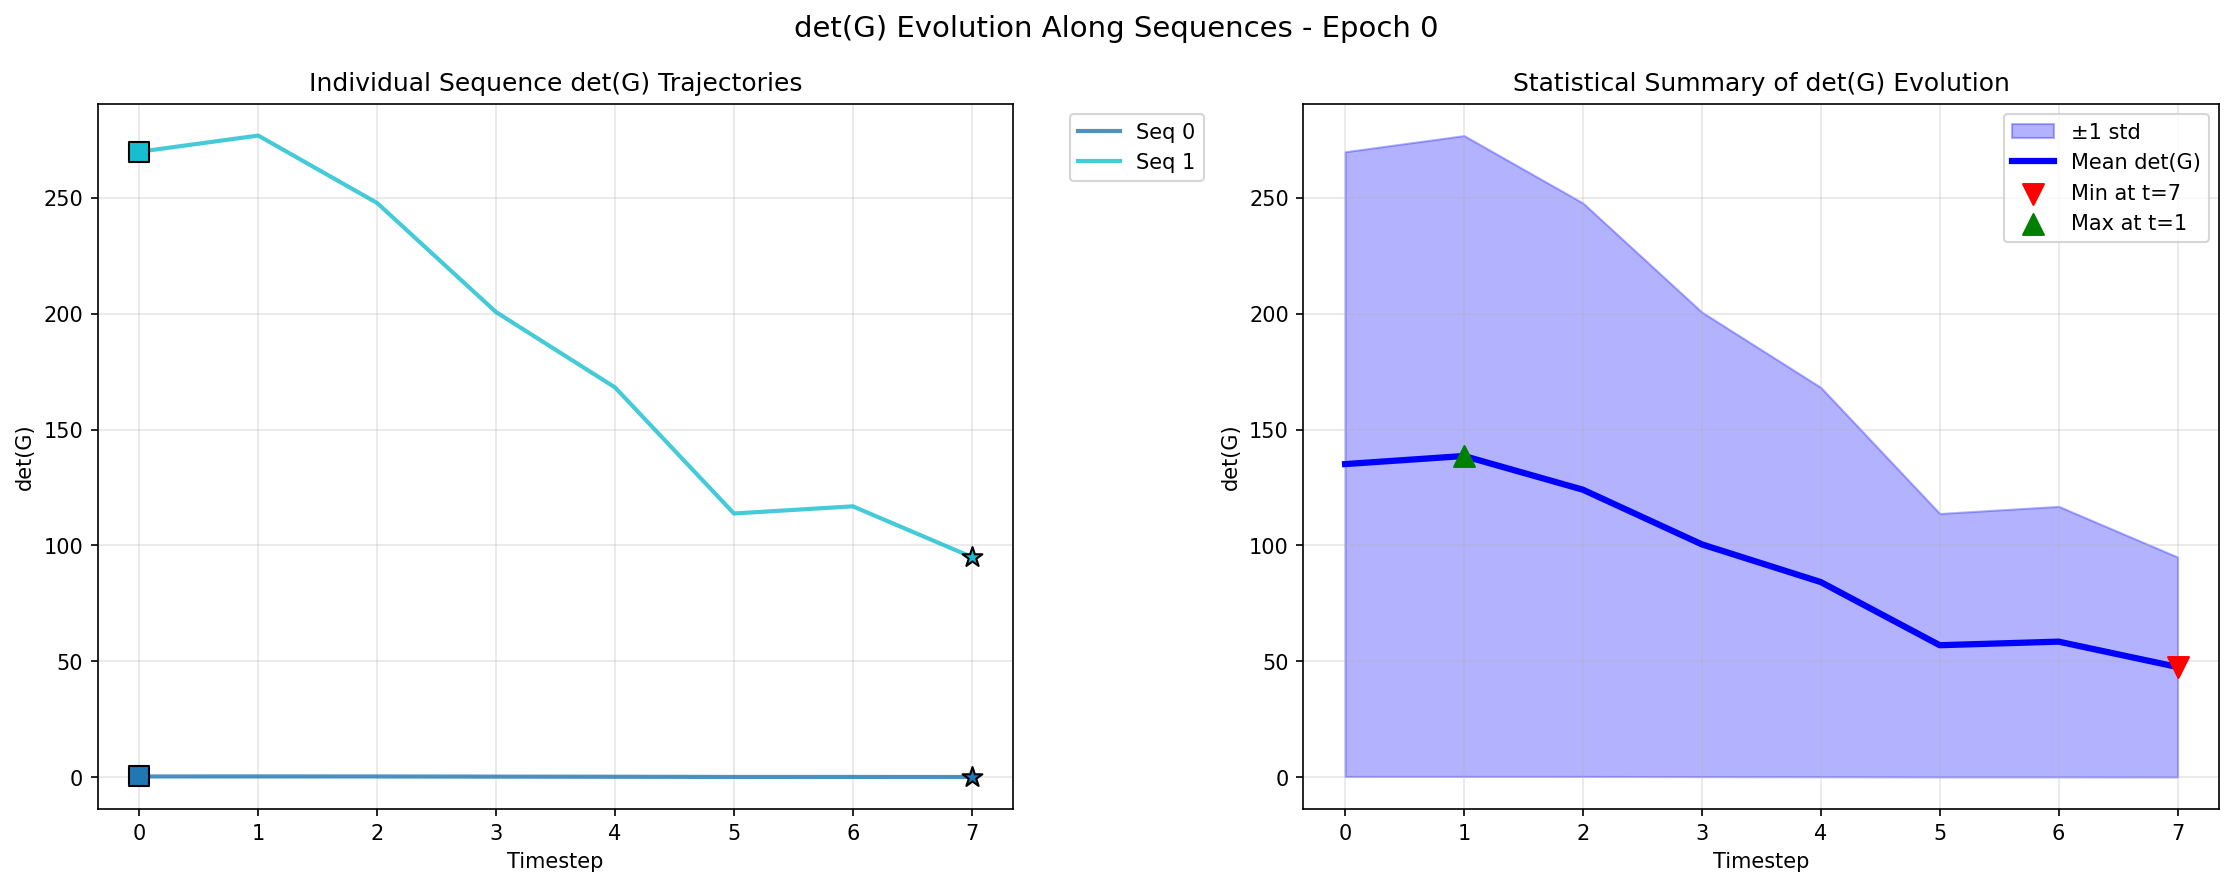 det(G) Evolution Along Sequences - Epoch 0
Individual Sequence det(G) Trajectories
det(G)
250
200
150
100
50
0
0 1 2 3 4 5 6 7
Timestep
Seq 0
Seq 1
Statistical Summary of det(G) Evolution
det(G)
250
200
150
100
50
0
0 1 2 3 4 5 6 7
Timestep
±1 std
Mean det(G)
Min at t=7
Max at t=1